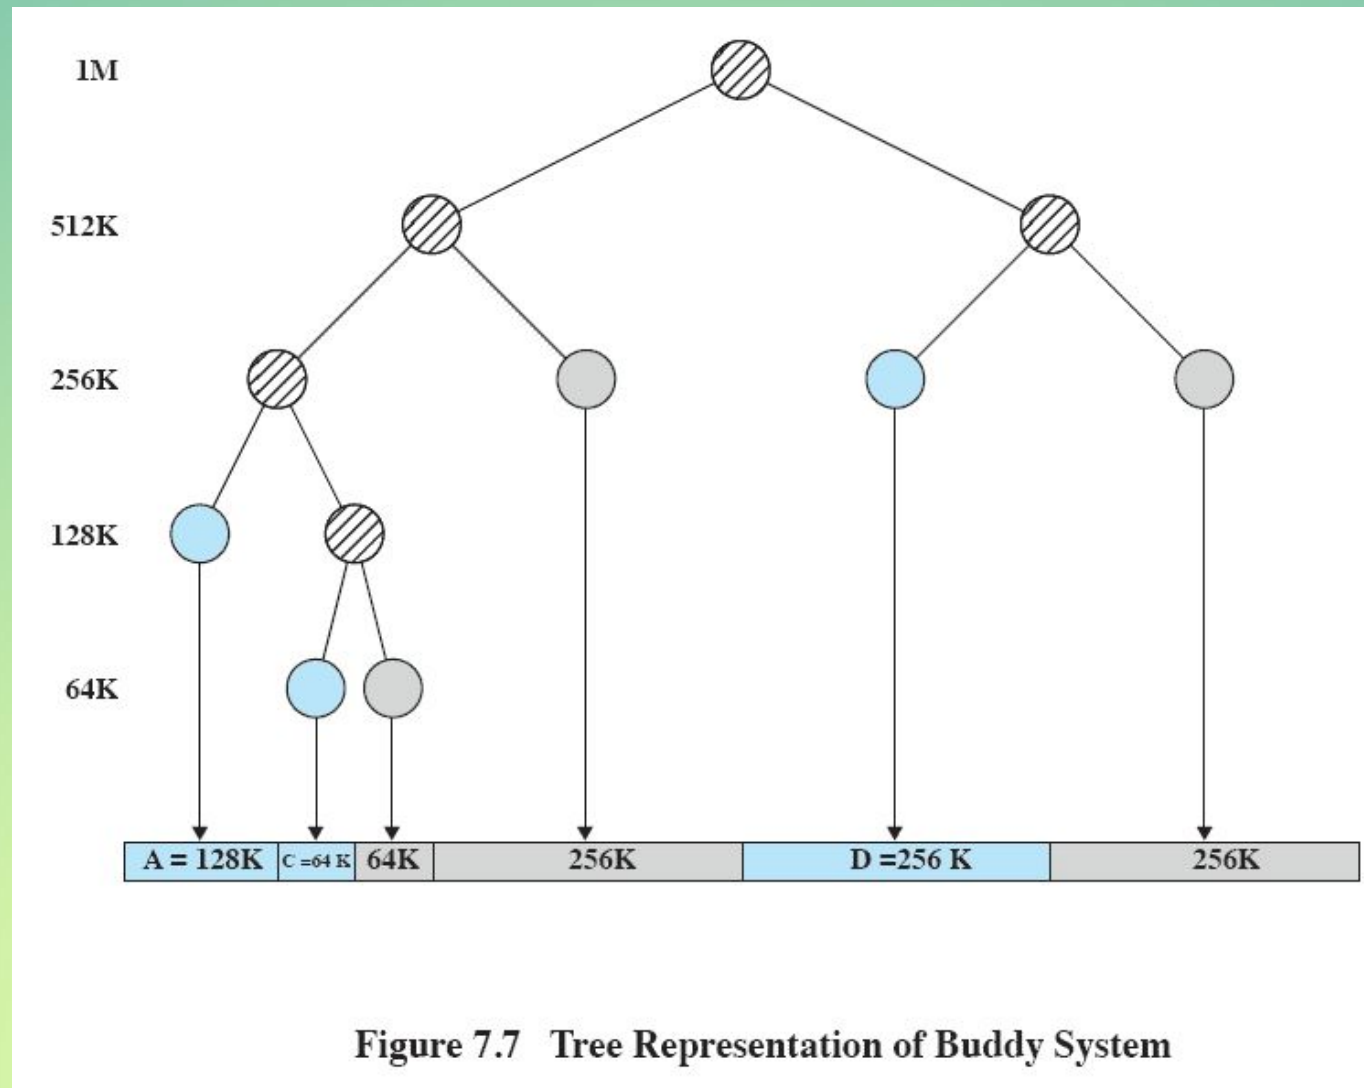 1M
512K
256K
128K
64K
A = 128K C =64 K 64K 256K D =256 K 256K
Figure 7.7 Tree Representation of Buddy System